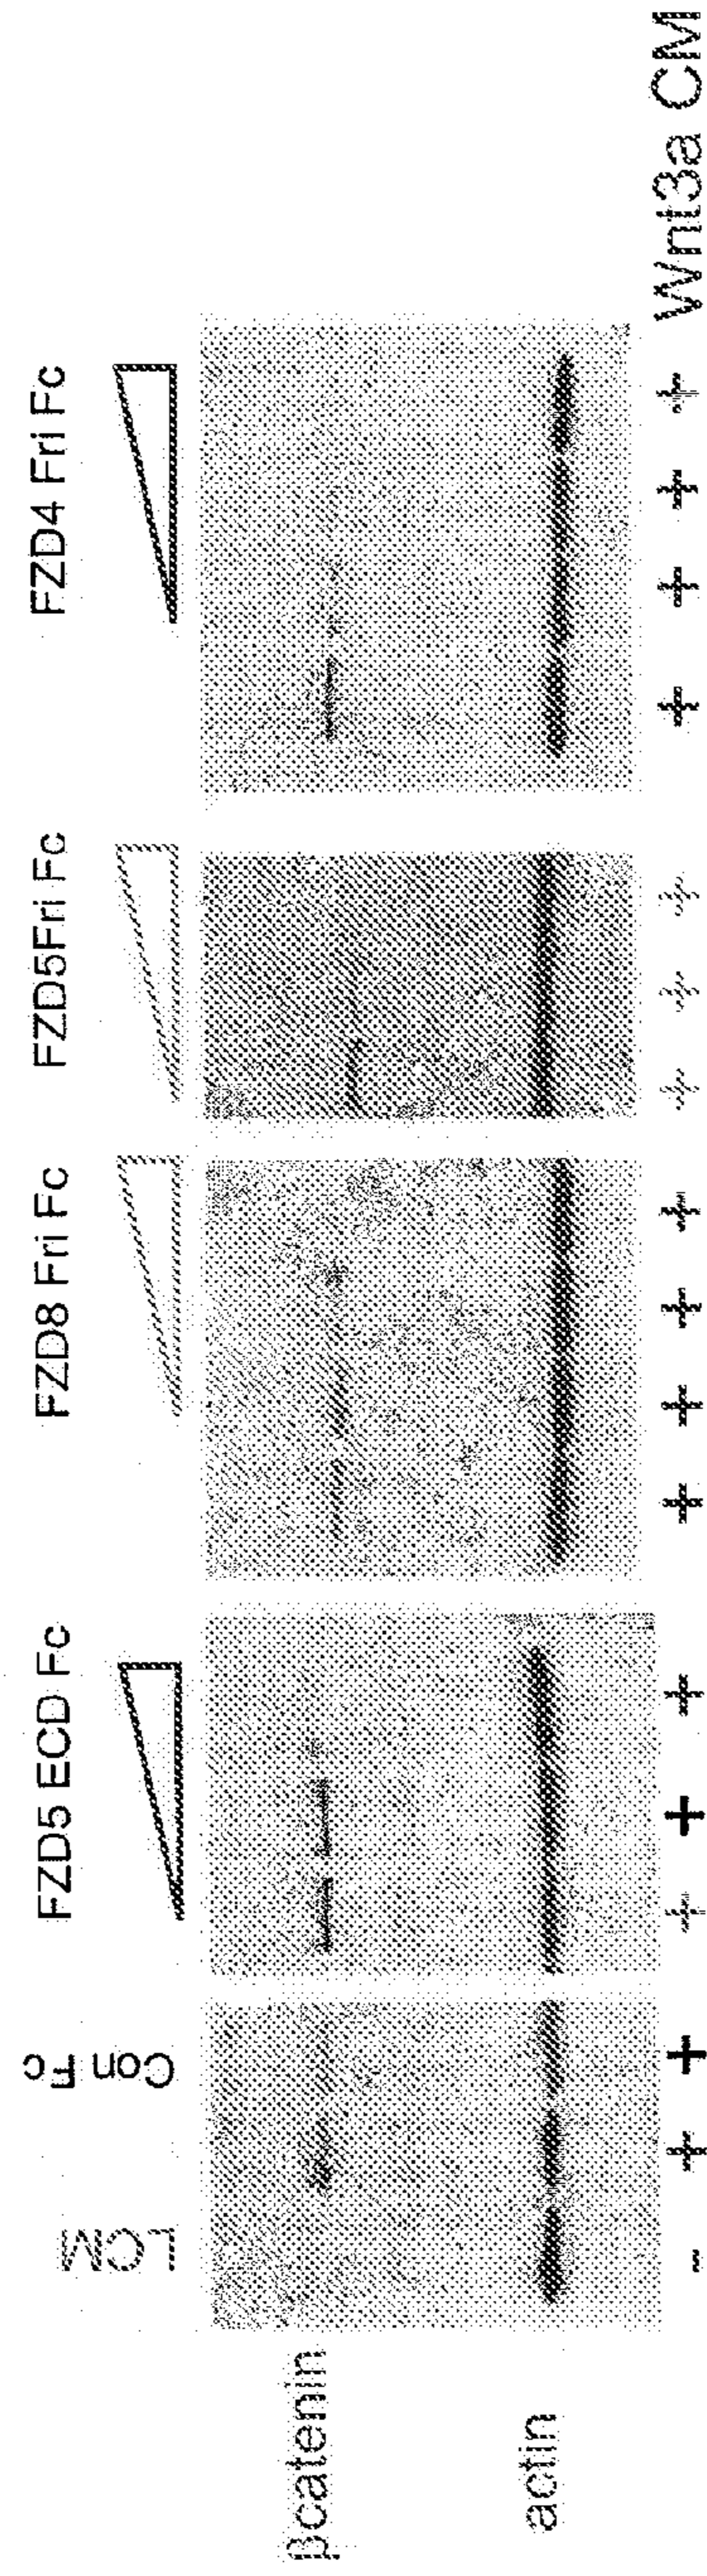 LCM
Con Fc
FZD5 ECD Fc
FZD8 Fri Fc
FZD5Fri Fc
FZD4 Fri Fc
βcatenin
actin
- + + + + + + + + + + + + + + + + Wnt3a CM